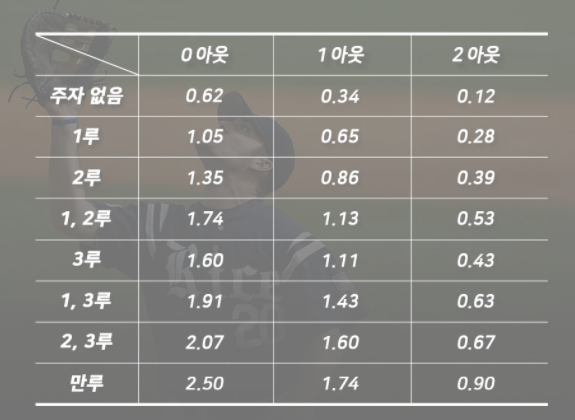 0 아웃 1 아웃 2 아웃
주자 없음 0.62 0.34 0.12
1루 1.05 0.65 0.28
2루 1.35 0.86 0.39
1, 2루 1.74 1.13 0.53
3루 1.60 1.11 0.43
1, 3루 1.91 1.43 0.63
2, 3루 2.07 1.60 0.67
만루 2.50 1.74 0.90
Rice
20